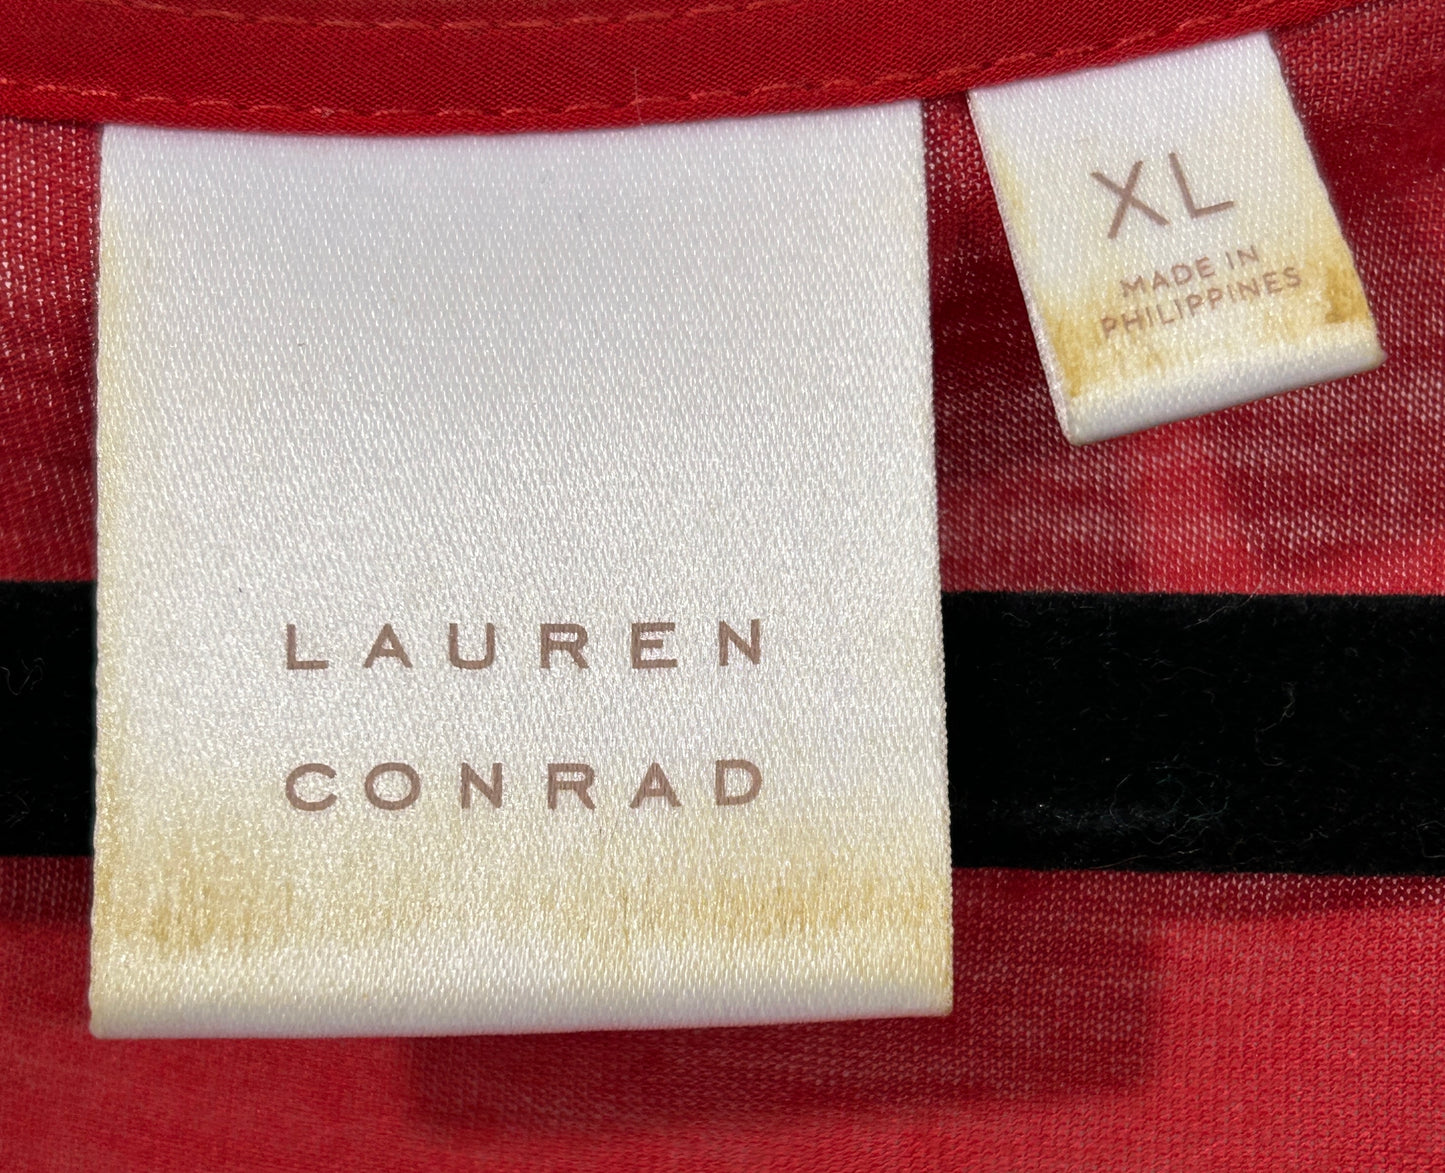 LAUREN
CONRAD
XL
MADE IN
PHILIPPINES